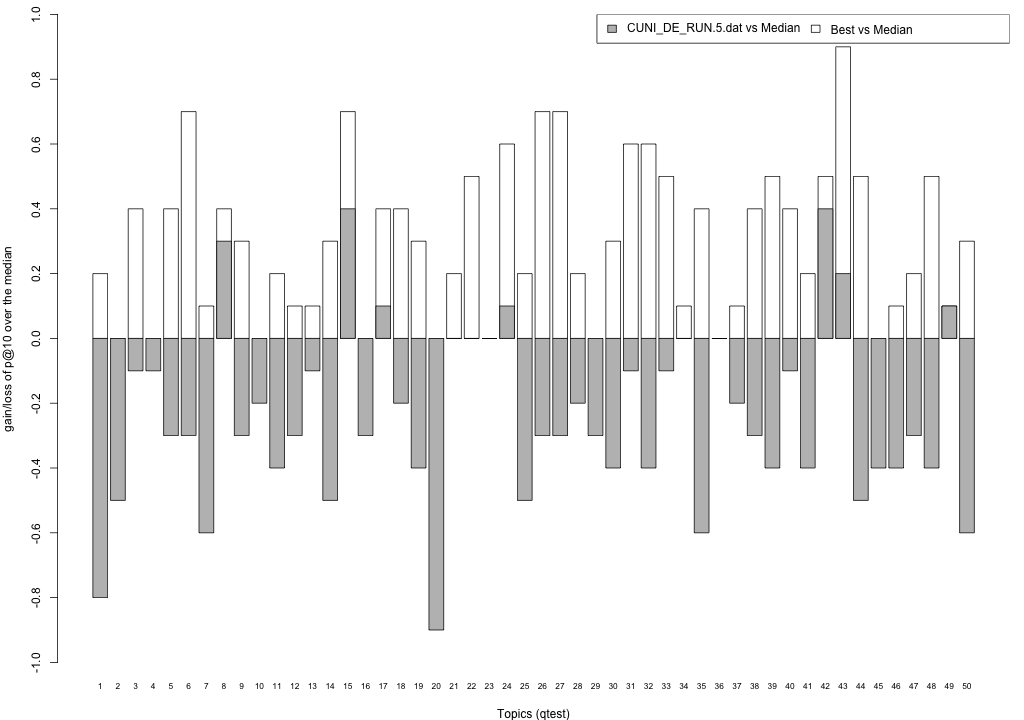 CUNI_DE_RUN.5.dat vs Median Best vs Median
gain/loss of p@10 over the median
1.0
0.8
0.6
0.4
0.2
0.0
-0.2
-0.4
-0.6
-0.8
-1.0
1 2 3 4 5 6 7 8 9 10 11 12 13 14 15 16 17 18 19 20 21 22 23 24 25 26 27 28 29 30 31 32 33 34 35 36 37 38 39 40 41 42 43 44 45 46 47 48 49 50
Topics (qtest)